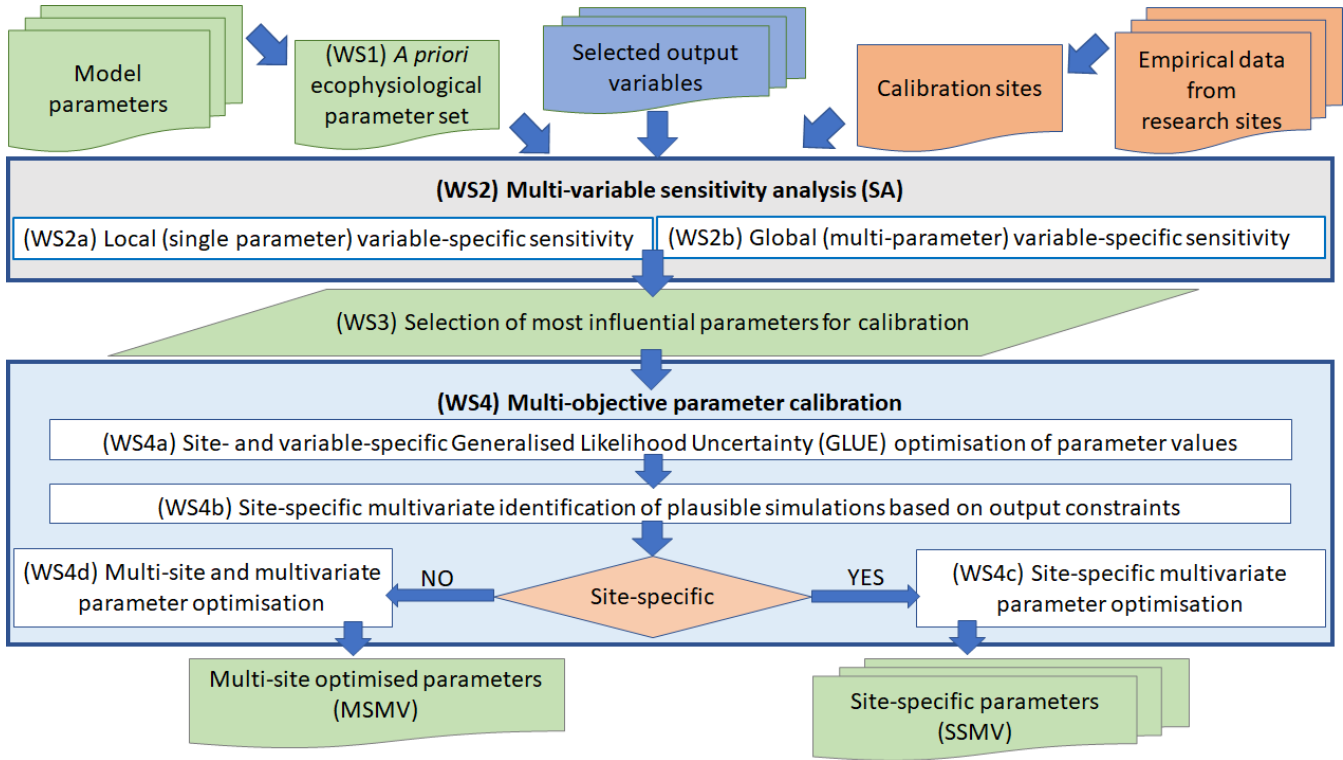 Model
parameters
(WS1) A priori
ecophysiological
parameter set
Selected output
variables
Calibration sites
Empirical data
from
research sites
(WS2) Multi-variable sensitivity analysis (SA)
(WS2a) Local (single parameter) variable-specific sensitivity
(WS2b) Global (multi-parameter) variable-specific sensitivity
(WS3) Selection of most influential parameters for calibration
(WS4) Multi-objective parameter calibration
(WS4a) Site- and variable-specific Generalised Likelihood Uncertainty (GLUE) optimisation of parameter values
(WS4b) Site-specific multivariate identification of plausible simulations based on output constraints
(WS4d) Multi-site and multivariate
parameter optimisation
NO
Site-specific
YES
(WS4c) Site-specific multivariate
parameter optimisation
Multi-site optimised parameters
(MSMV)
Site-specific parameters
(SSMV)